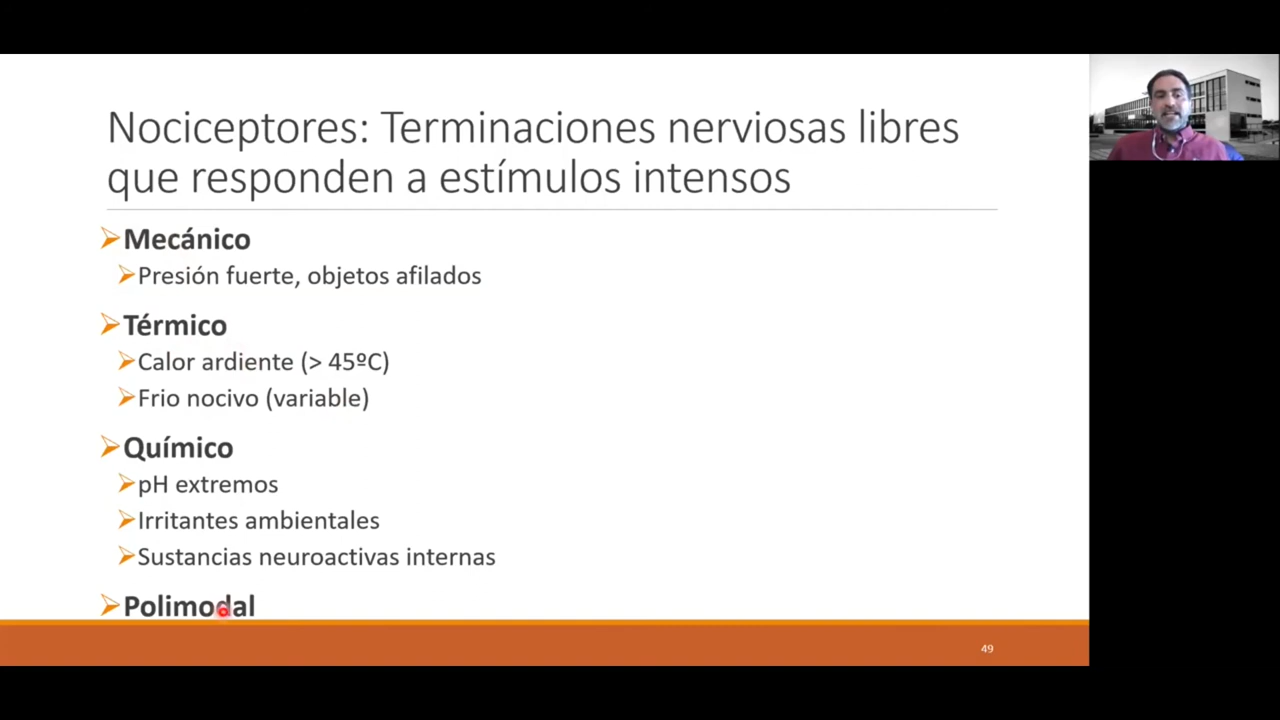 Nociceptores: Terminaciones nerviosas libres
que responden a estímulos intensos
Mecánico
Presión fuerte, objetos afilados
Térmico
Calor ardiente (> 45ºC)
Frio nocivo (variable)
Químico
pH extremos
Irritantes ambientales
Sustancias neuroactivas internas
Polimodal
49